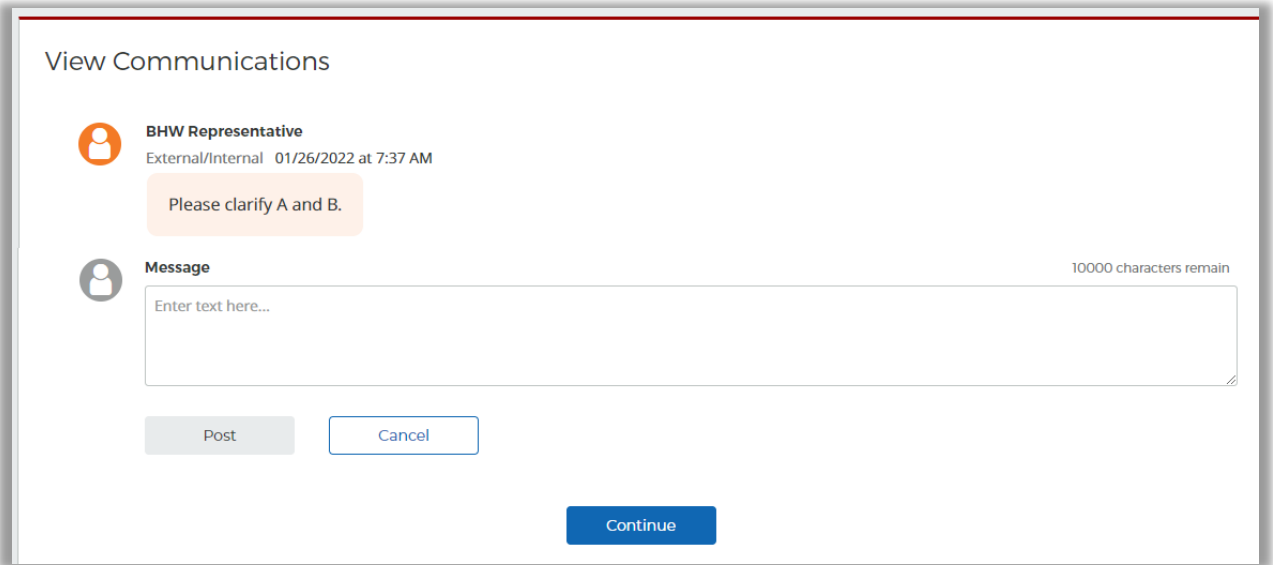 View Communications
BHW Representative
External/Internal 01/26/2022 at 7:37 AM
Please clarify A and B.
Message
10000 characters remain
Enter text here...
Post
Cancel
Continue